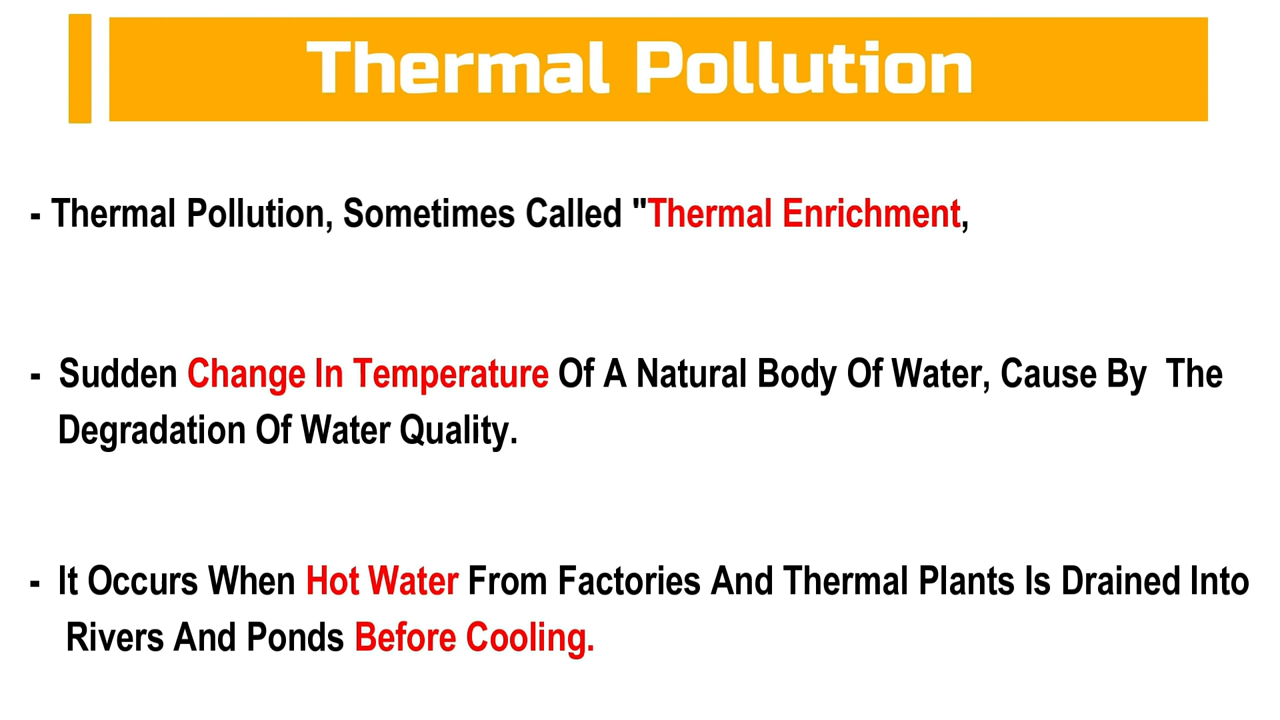 Thermal Pollution
- Thermal Pollution, Sometimes Called "Thermal Enrichment,
- Sudden Change In Temperature Of A Natural Body Of Water, Cause By The
Degradation Of Water Quality.
- It Occurs When Hot Water From Factories And Thermal Plants Is Drained Into
Rivers And Ponds Before Cooling.